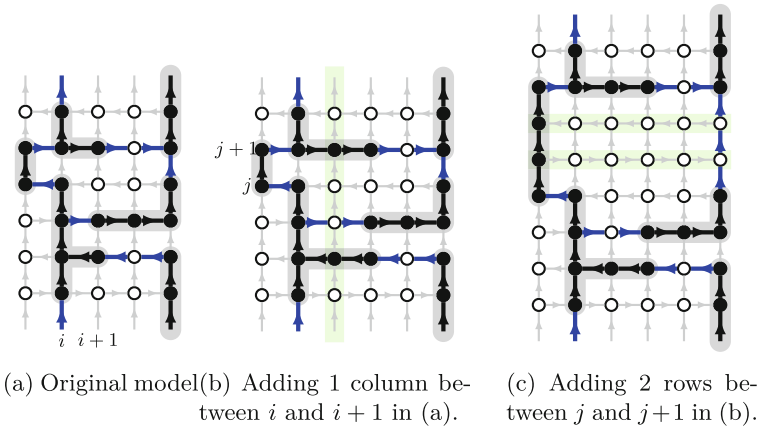 j + 1
j
i i + 1
(a) Original model(b) Adding 1 column be-
tween i and i + 1 in (a).
(c) Adding 2 rows be-
tween j and j+1 in (b).